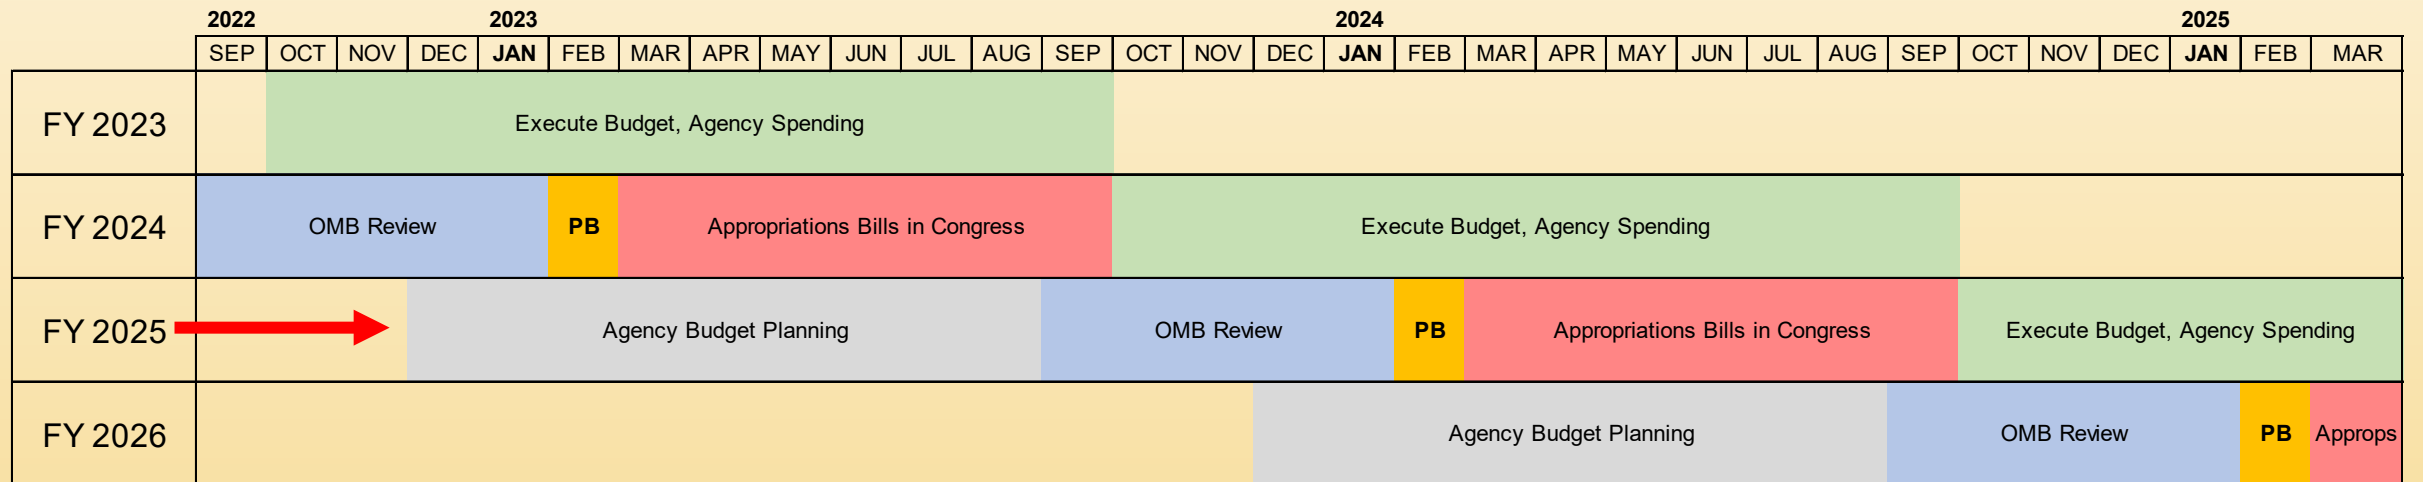 2022 2023 2024 2025
SEP OCT NOV DEC JAN FEB MAR APR MAY JUN JUL AUG SEP OCT NOV DEC JAN FEB MAR APR MAY JUN JUL AUG SEP OCT NOV DEC JAN FEB MAR
FY 2023 Execute Budget, Agency Spending
FY 2024 OMB Review PB Appropriations Bills in Congress Execute Budget, Agency Spending
FY 2025 Agency Budget Planning OMB Review PB Appropriations Bills in Congress Execute Budget, Agency Spending
FY 2026 Agency Budget Planning OMB Review PB Approps